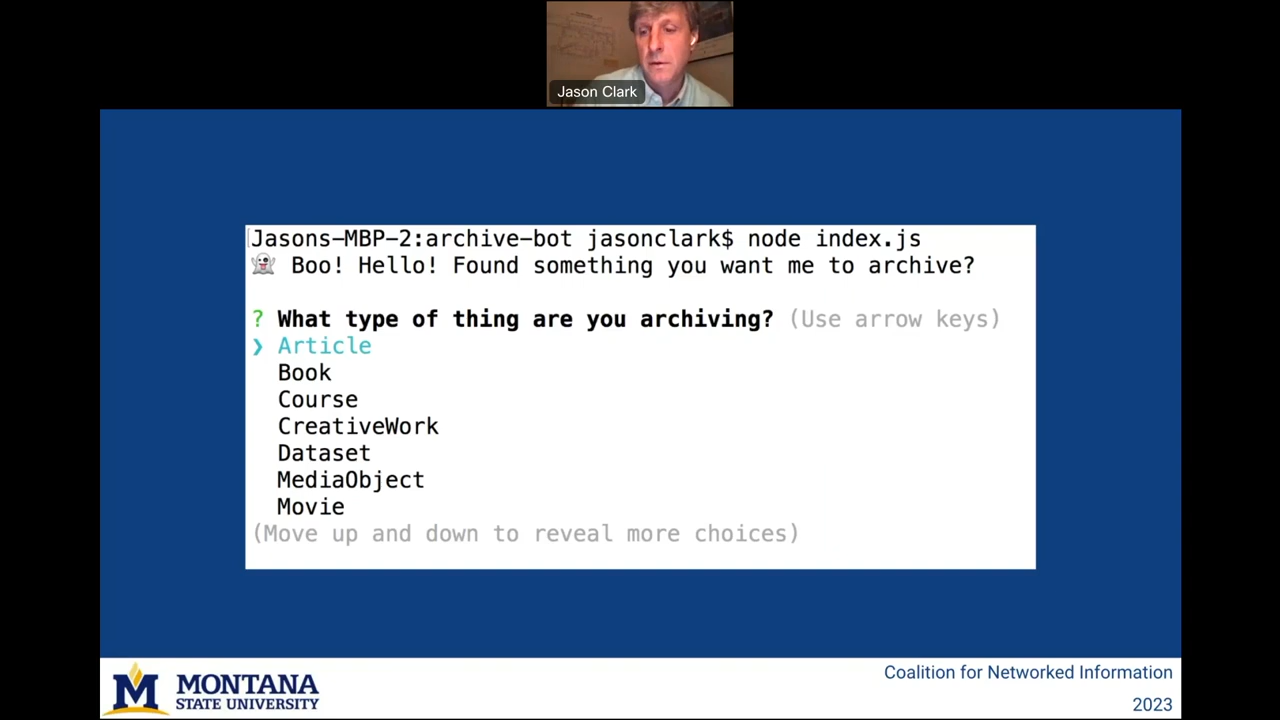 Jason Clark
Jasons-MBP-2:archive-bot jasonclark$ node index.js
👻 Boo! Hello! Found something you want me to archive?
? What type of thing are you archiving? (Use arrow keys)
❯ Article
Book
Course
CreativeWork
Dataset
MediaObject
Movie
(Move up and down to reveal more choices)
M MONTANA
STATE UNIVERSITY
Coalition for Networked Information
2023